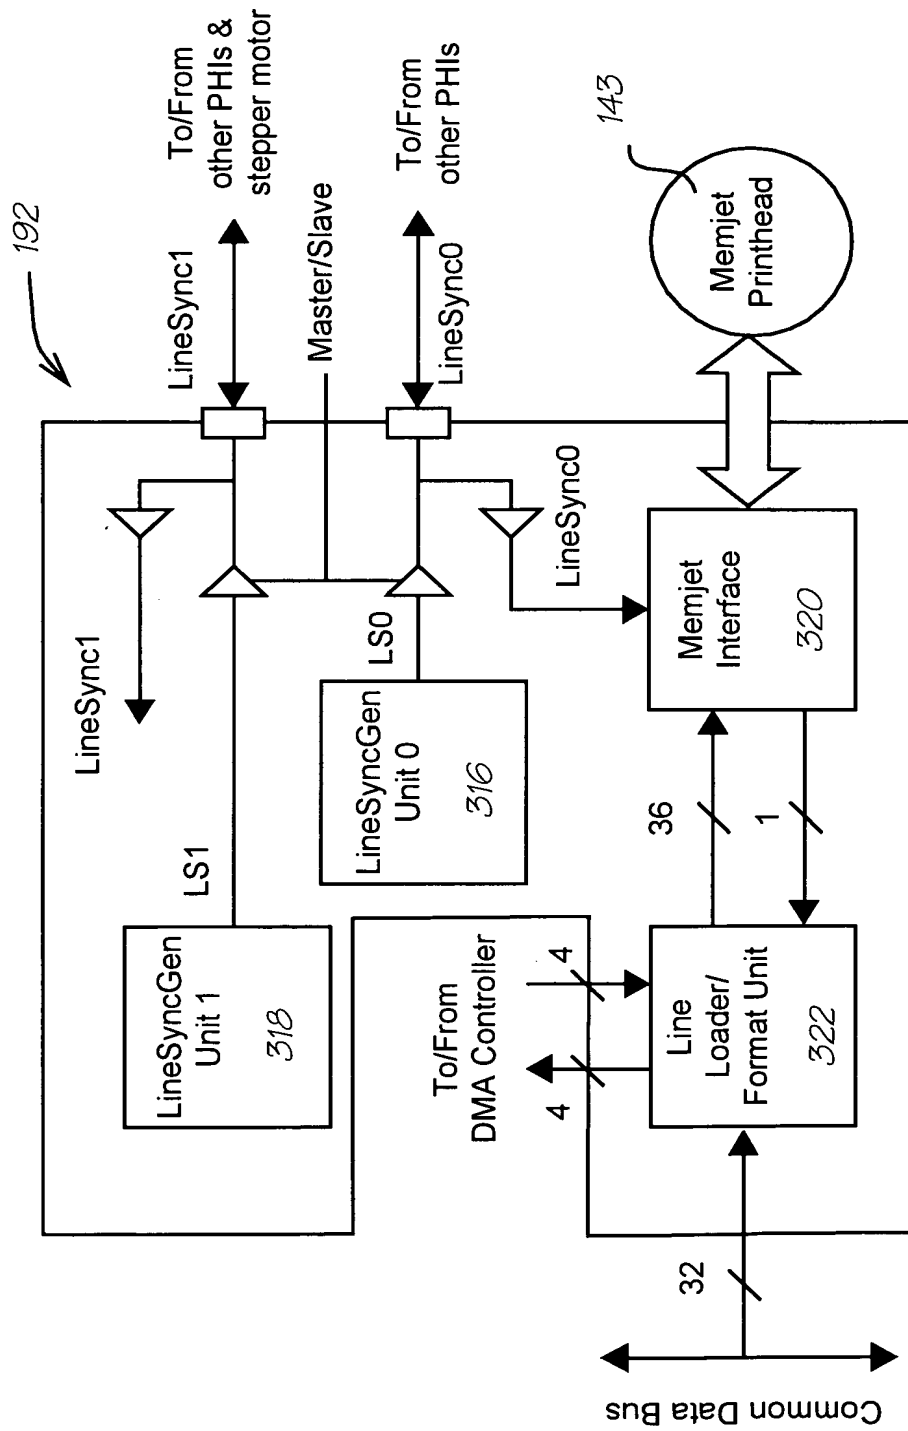 192
To/From
other PHIs &
stepper motor
LineSync1
LineSync1
Master/Slave
To/From
other PHIs
LineSync0
LineSync0
LS1
LS0
LineSyncGen
Unit 1
318
LineSyncGen
Unit 0
316
To/From
DMA Controller
4
4
Common Data Bus
32
Line
Loader/
Format Unit
322
36
1
Memjet
Interface
320
Memjet
Printhead
143